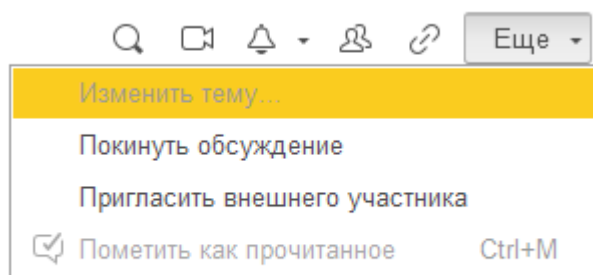 Еще
Изменить тему...
Покинуть обсуждение
Пригласить внешнего участника
Пометить как прочитанное Ctrl+M